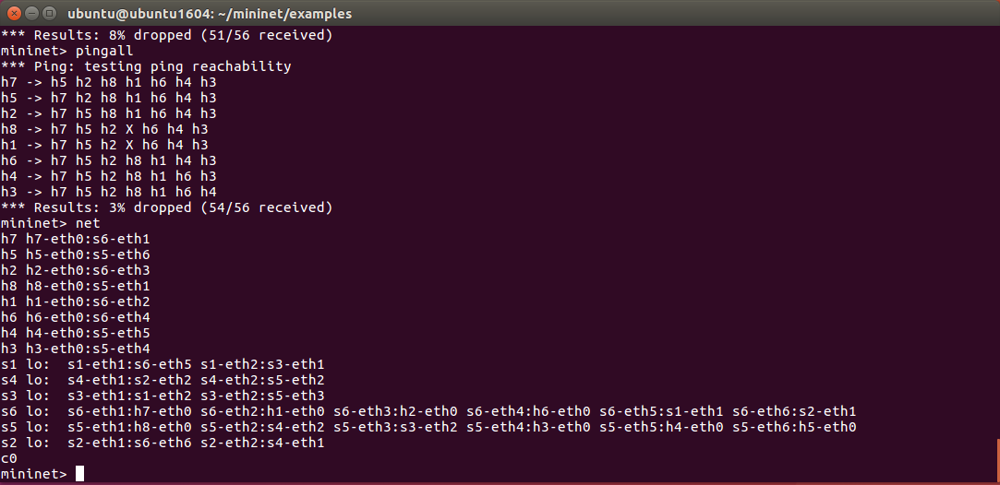 ubuntu@ubuntu1604: ~/mininet/examples
*** Results: 8% dropped (51/56 received)
mininet> pingall
*** Ping: testing ping reachability
h7 -> h5 h2 h8 h1 h6 h4 h3
h5 -> h7 h2 h8 h1 h6 h4 h3
h2 -> h7 h5 h8 h1 h6 h4 h3
h8 -> h7 h5 h2 X h6 h4 h3
h1 -> h7 h5 h2 X h6 h4 h3
h6 -> h7 h5 h2 h8 h1 h4 h3
h4 -> h7 h5 h2 h8 h1 h6 h3
h3 -> h7 h5 h2 h8 h1 h6 h4
*** Results: 3% dropped (54/56 received)
mininet> net
h7 h7-eth0:s6-eth1
h5 h5-eth0:s5-eth6
h2 h2-eth0:s6-eth3
h8 h8-eth0:s5-eth1
h1 h1-eth0:s6-eth2
h6 h6-eth0:s6-eth4
h4 h4-eth0:s5-eth5
h3 h3-eth0:s5-eth4
s1 lo:  s1-eth1:s6-eth5 s1-eth2:s3-eth1
s4 lo:  s4-eth1:s2-eth2 s4-eth2:s5-eth2
s3 lo:  s3-eth1:s1-eth2 s3-eth2:s5-eth3
s6 lo:  s6-eth1:h7-eth0 s6-eth2:h1-eth0 s6-eth3:h2-eth0 s6-eth4:h6-eth0 s6-eth5:s1-eth1 s6-eth6:s2-eth1
s5 lo:  s5-eth1:h8-eth0 s5-eth2:s4-eth2 s5-eth3:s3-eth2 s5-eth4:h3-eth0 s5-eth5:h4-eth0 s5-eth6:h5-eth0
s2 lo:  s2-eth1:s6-eth6 s2-eth2:s4-eth1
c0
mininet>